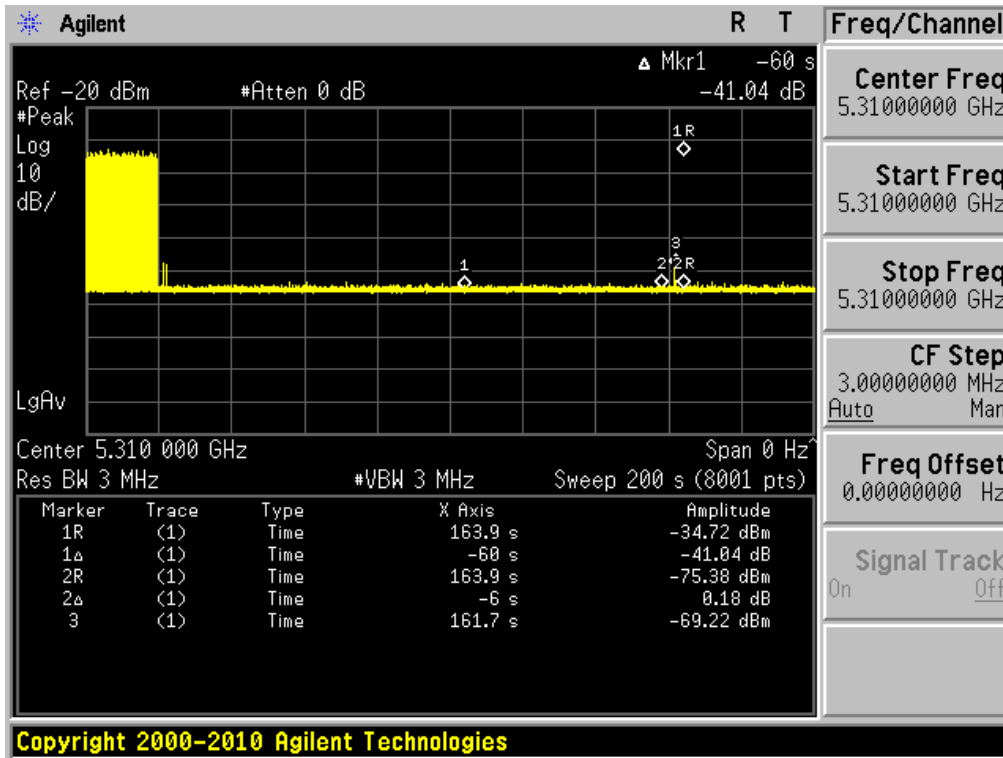 Agilent
R T
Freq/Channel
Δ Mkr1 -60 s
Ref -20 dBm #Atten 0 dB -41.04 dB
#Peak
Log
10
dB/
1R
3
1
2 2R
LgAv
Center 5.310 000 GHz Span 0 Hz^
Res BW 3 MHz #VBW 3 MHz Sweep 200 s (8001 pts)
Marker Trace Type X Axis Amplitude
1R (1) Time 163.9 s -34.72 dBm
1Δ (1) Time -60 s -41.04 dB
2R (1) Time 163.9 s -75.38 dBm
2Δ (1) Time -6 s 0.18 dB
3 (1) Time 161.7 s -69.22 dBm
Center Freq
5.31000000 GHz
Start Freq
5.31000000 GHz
Stop Freq
5.31000000 GHz
CF Step
3.00000000 MHz
Auto Man
Freq Offset
0.00000000 Hz
Signal Track
On Off
Copyright 2000-2010 Agilent Technologies